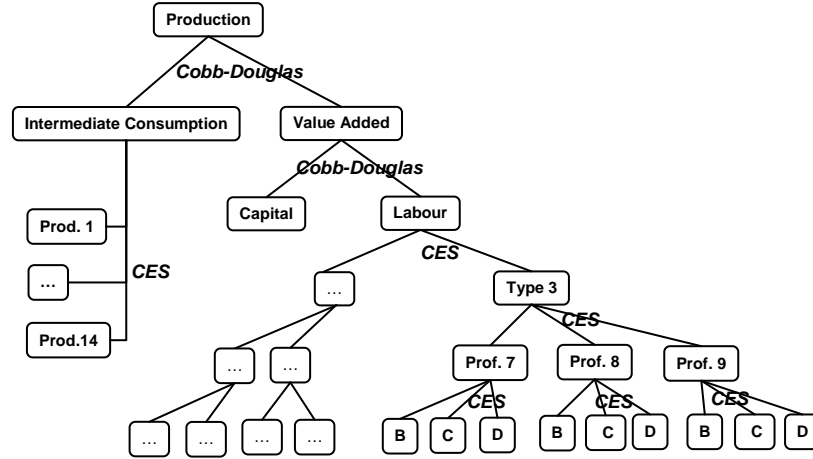 Production
Cobb-Douglas
Intermediate Consumption
Value Added
Cobb-Douglas
Prod. 1
Capital
Labour
CES
...
CES
...
Type 3
CES
Prod.14
...
...
Prof. 7
Prof. 8
Prof. 9
CES
CES
CES
...
...
...
...
B
C
D
B
C
D
B
C
D